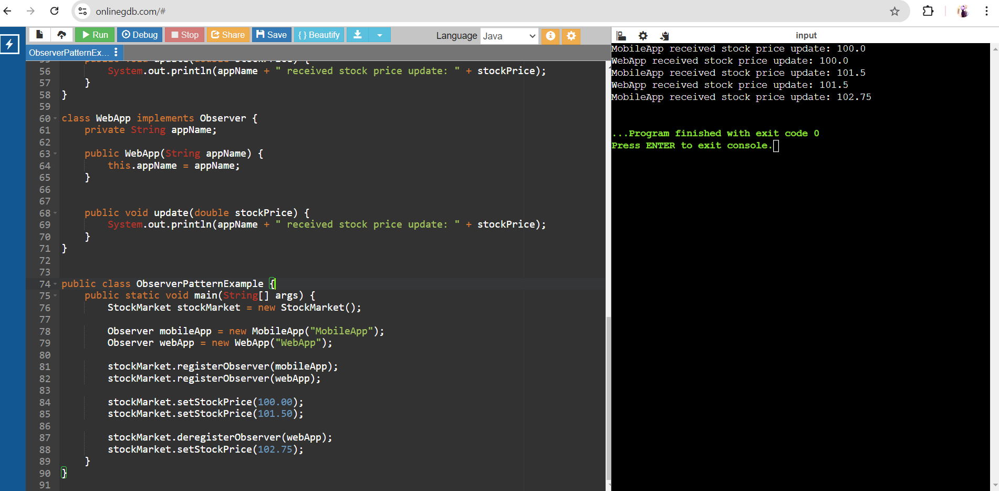 onlinegdb.com/#
Run Debug Stop Share Save { } Beautify Language Java
input
ObserverPatternEx...
55     public void update(double stockPrice) {
56         System.out.println(appName + " received stock price update: " + stockPrice);
57     }
58 }
59
60 class WebApp implements Observer {
61     private String appName;
62
63     public WebApp(String appName) {
64         this.appName = appName;
65     }
66
67
68     public void update(double stockPrice) {
69         System.out.println(appName + " received stock price update: " + stockPrice);
70     }
71 }
72
73
74 public class ObserverPatternExample {
75     public static void main(String[] args) {
76         StockMarket stockMarket = new StockMarket();
77
78         Observer mobileApp = new MobileApp("MobileApp");
79         Observer webApp = new WebApp("WebApp");
80
81         stockMarket.registerObserver(mobileApp);
82         stockMarket.registerObserver(webApp);
83
84         stockMarket.setStockPrice(100.00);
85         stockMarket.setStockPrice(101.50);
86
87         stockMarket.deregisterObserver(webApp);
88         stockMarket.setStockPrice(102.75);
89     }
90 }
91
MobileApp received stock price update: 100.0
WebApp received stock price update: 100.0
MobileApp received stock price update: 101.5
WebApp received stock price update: 101.5
MobileApp received stock price update: 102.75
...Program finished with exit code 0
Press ENTER to exit console.